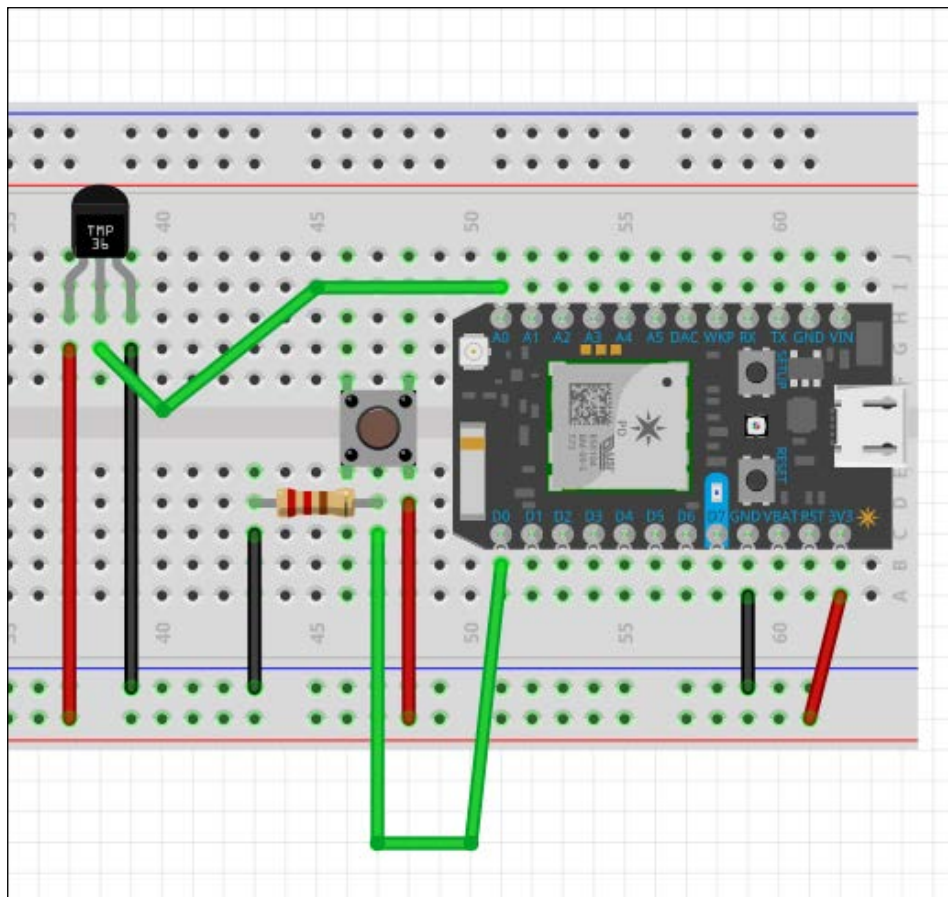 TMP
36
40
45
50
55
60
J
I
H
G
F
A0 A1 A2 A3 A4 A5 DAC WKP RX TX GND VIN
SETUP
P0
RESET
E
D
D0 D1 D2 D3 D4 D5 D6 D7 GND VBAT RST 3V3
C
B
A
40
45
50
55
60